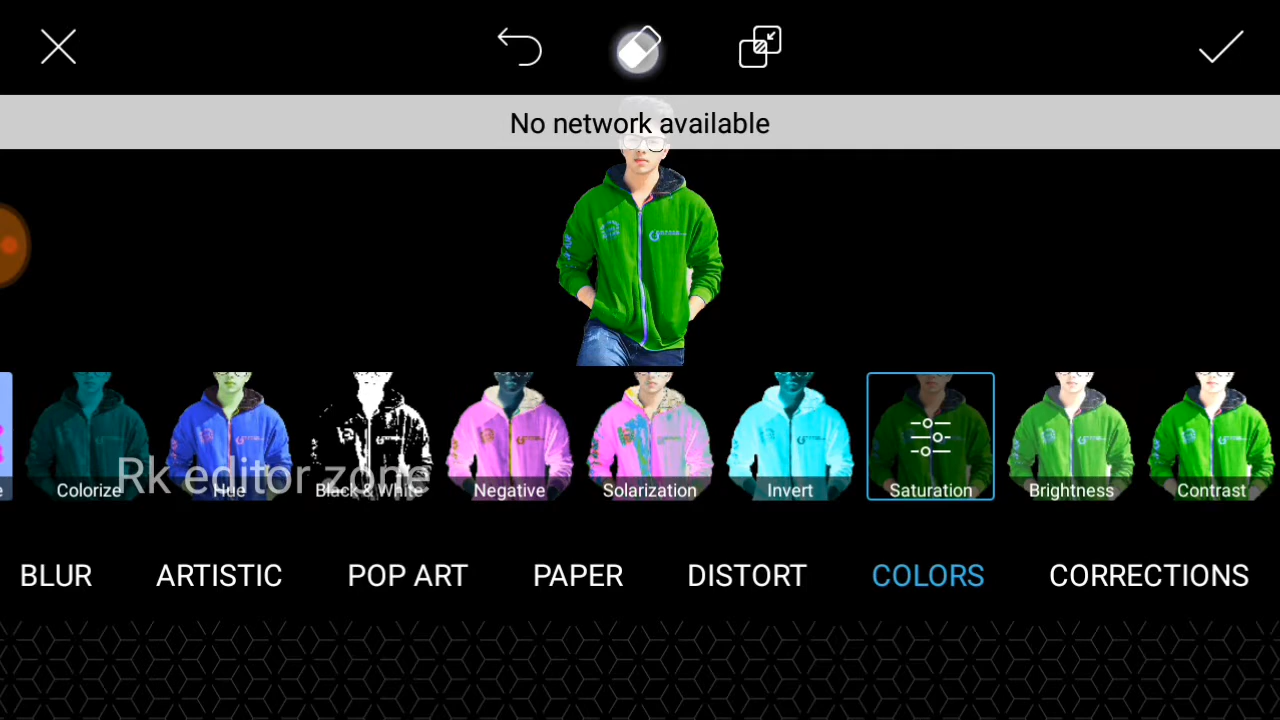 No network available
Colorize
Hue
Black & White
Negative
Solarization
Invert
Saturation
Brightness
Contrast
Rk editor zone
BLUR
ARTISTIC
POP ART
PAPER
DISTORT
COLORS
CORRECTIONS